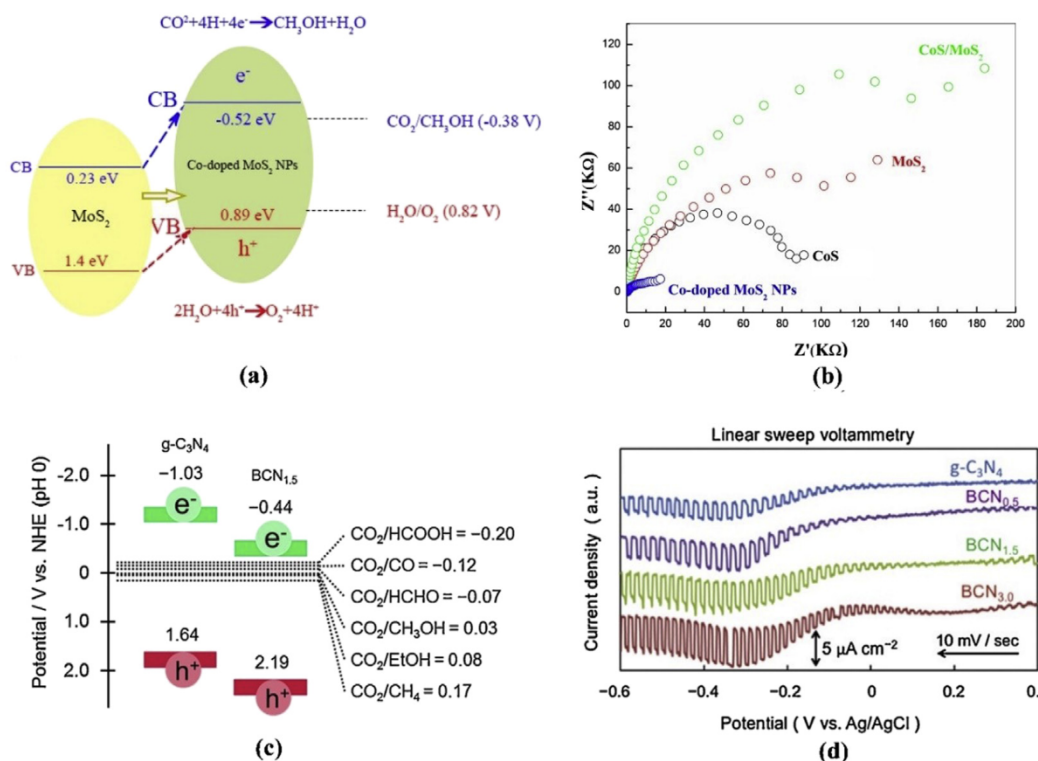 CO²+4H+4e⁻→CH₃OH+H₂O
e⁻
CB
-0.52 eV
CO₂/CH₃OH (-0.38 V)
CB
0.23 eV
Co-doped MoS₂ NPs
MoS₂
H₂O/O₂ (0.82 V)
VB
0.89 eV
h⁺
VB
1.4 eV
2H₂O+4h⁺→O₂+4H⁺
(a)
Z''(KΩ)
120
100
80
60
40
20
0
CoS/MoS₂
MoS₂
CoS
Co-doped MoS₂ NPs
0 20 40 60 80 100 120 140 160 180 200
Z'(KΩ)
(b)
Potential / V vs. NHE (pH 0)
-2.0
-1.0
0
1.0
2.0
g-C₃N₄
−1.03
e⁻
BCN₁.₅
−0.44
e⁻
1.64
h⁺
2.19
h⁺
CO₂/HCOOH = −0.20
CO₂/CO = −0.12
CO₂/HCHO = −0.07
CO₂/CH₃OH = 0.03
CO₂/EtOH = 0.08
CO₂/CH₄ = 0.17
(c)
Linear sweep voltammetry
Current density ( a.u. )
g-C₃N₄
BCN₀.₅
BCN₁.₅
BCN₃.₀
5 μA cm⁻²
10 mV / sec
−0.6 −0.4 −0.2 0 0.2 0.
Potential ( V vs. Ag/AgCl)
(d)